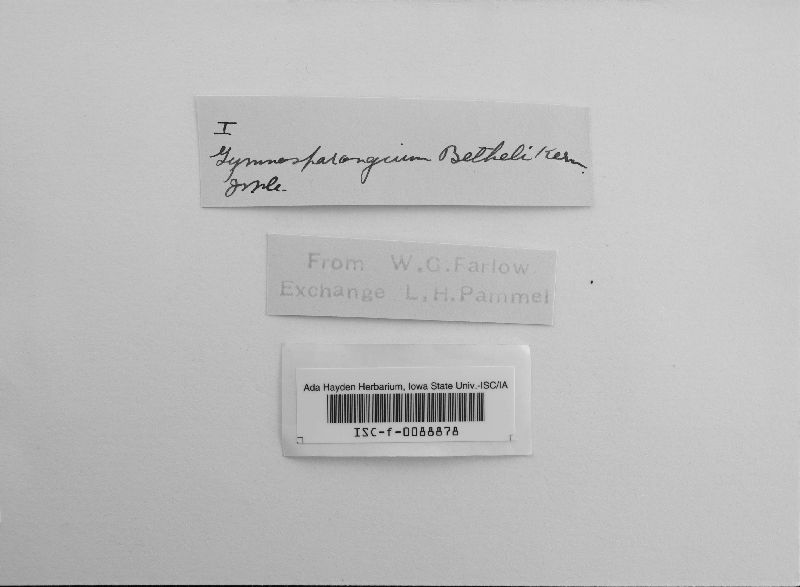 I
Gymnosporangium Betheli Kern.
From W.G.Farlow
Exchange L.H.Pammel
Ada Hayden Herbarium, Iowa State Univ.-ISC/IA
ISC-f-0088878